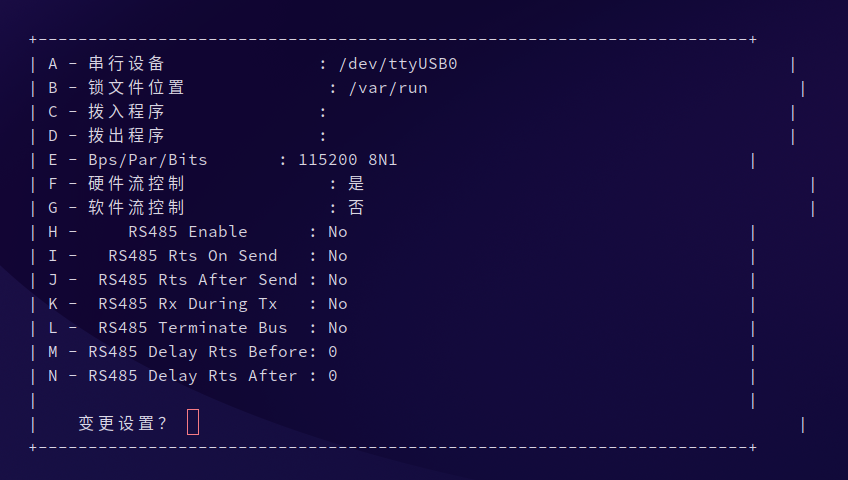 +-----------------------------------------------------------------------+
| A - 串行设备               : /dev/ttyUSB0                                 |
| B - 锁文件位置              : /var/run                                     |
| C - 拨入程序               :                                              |
| D - 拨出程序               :                                              |
| E - Bps/Par/Bits       : 115200 8N1                                   |
| F - 硬件流控制              : 是                                            |
| G - 软件流控制              : 否                                            |
| H -     RS485 Enable      : No                                        |
| I -   RS485 Rts On Send   : No                                        |
| J -  RS485 Rts After Send : No                                        |
| K -  RS485 Rx During Tx   : No                                        |
| L -  RS485 Terminate Bus  : No                                        |
| M - RS485 Delay Rts Before: 0                                         |
| N - RS485 Delay Rts After : 0                                         |
|                                                                       |
|    变更设置?                                                               |
+-----------------------------------------------------------------------+